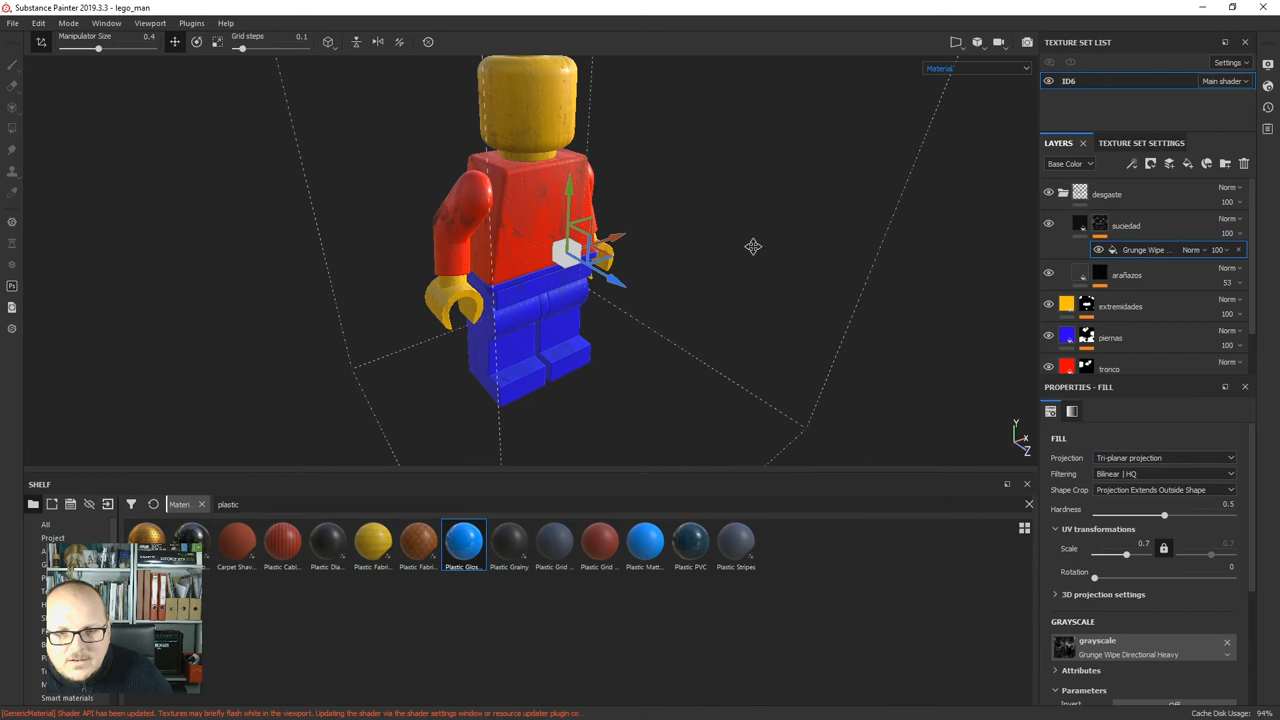 Substance Painter 2019.3.3 - lego_man
File Edit Mode Window Viewport Plugins Help
Manipulator Size 0.4 Grid steps 0.1
Material
TEXTURE SET LIST
Settings
ID6 Main shader
LAYERS TEXTURE SET SETTINGS
Base Color
desgaste Norm
100
suciedad Norm
100
Grunge Wipe ... Norm 100
arañazos Norm
53
extremidades Norm
100
piernas Norm
100
tronco Norm
PROPERTIES - FILL
FILL
Projection Tri-planar projection
Filtering Bilinear | HQ
Shape Crop Projection Extends Outside Shape
Hardness 0.5
UV transformations
Scale 0.7 0.7
Rotation 0
3D projection settings
GRAYSCALE
grayscale
Grunge Wipe Directional Heavy
Attributes
Parameters
Invert Off
Y
X
Z
SHELF
Materi... plastic
All
Project
Carpet Shav... Plastic Cabl... Plastic Dia... Plastic Fabri... Plastic Fabri... Plastic Glos... Plastic Grainy Plastic Grid ... Plastic Grid ... Plastic Matt... Plastic PVC Plastic Stripes
Smart materials
[GenericMaterial] Shader API has been updated. Textures may briefly flash white in the viewport. Updating the shader via the shader settings window or resource updater plugin co...
Cache Disk Usage: 94%